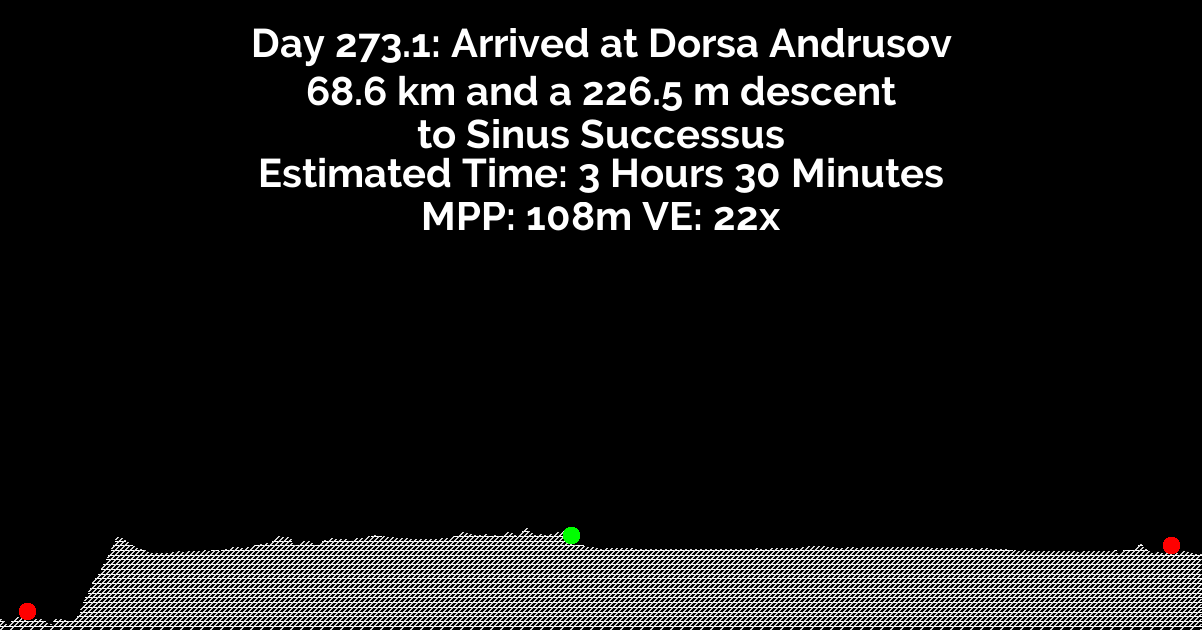 Day 273.1: Arrived at Dorsa Andrusov
68.6 km and a 226.5 m descent
to Sinus Successus
Estimated Time: 3 Hours 30 Minutes
MPP: 108m VE: 22x